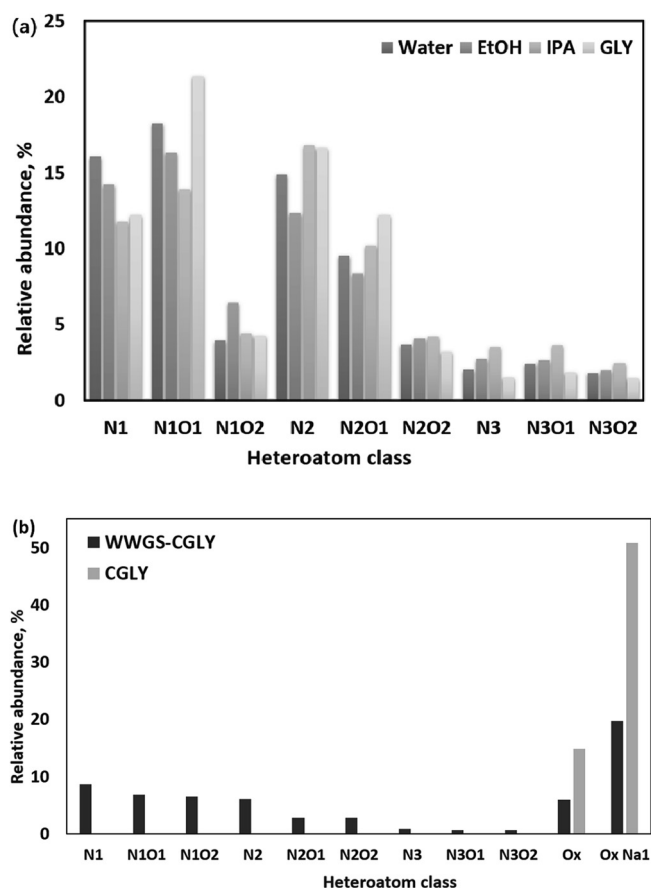 (a)
25
Water EtOH IPA GLY
20
15
10
5
0
Relative abundance, %
N1 N1O1 N1O2 N2 N2O1 N2O2 N3 N3O1 N3O2
Heteroatom class
(b)
50
WWGS-CGLY
CGLY
40
30
20
10
0
Relative abundance, %
N1 N1O1 N1O2 N2 N2O1 N2O2 N3 N3O1 N3O2 Ox Ox Na1
Heteroatom class